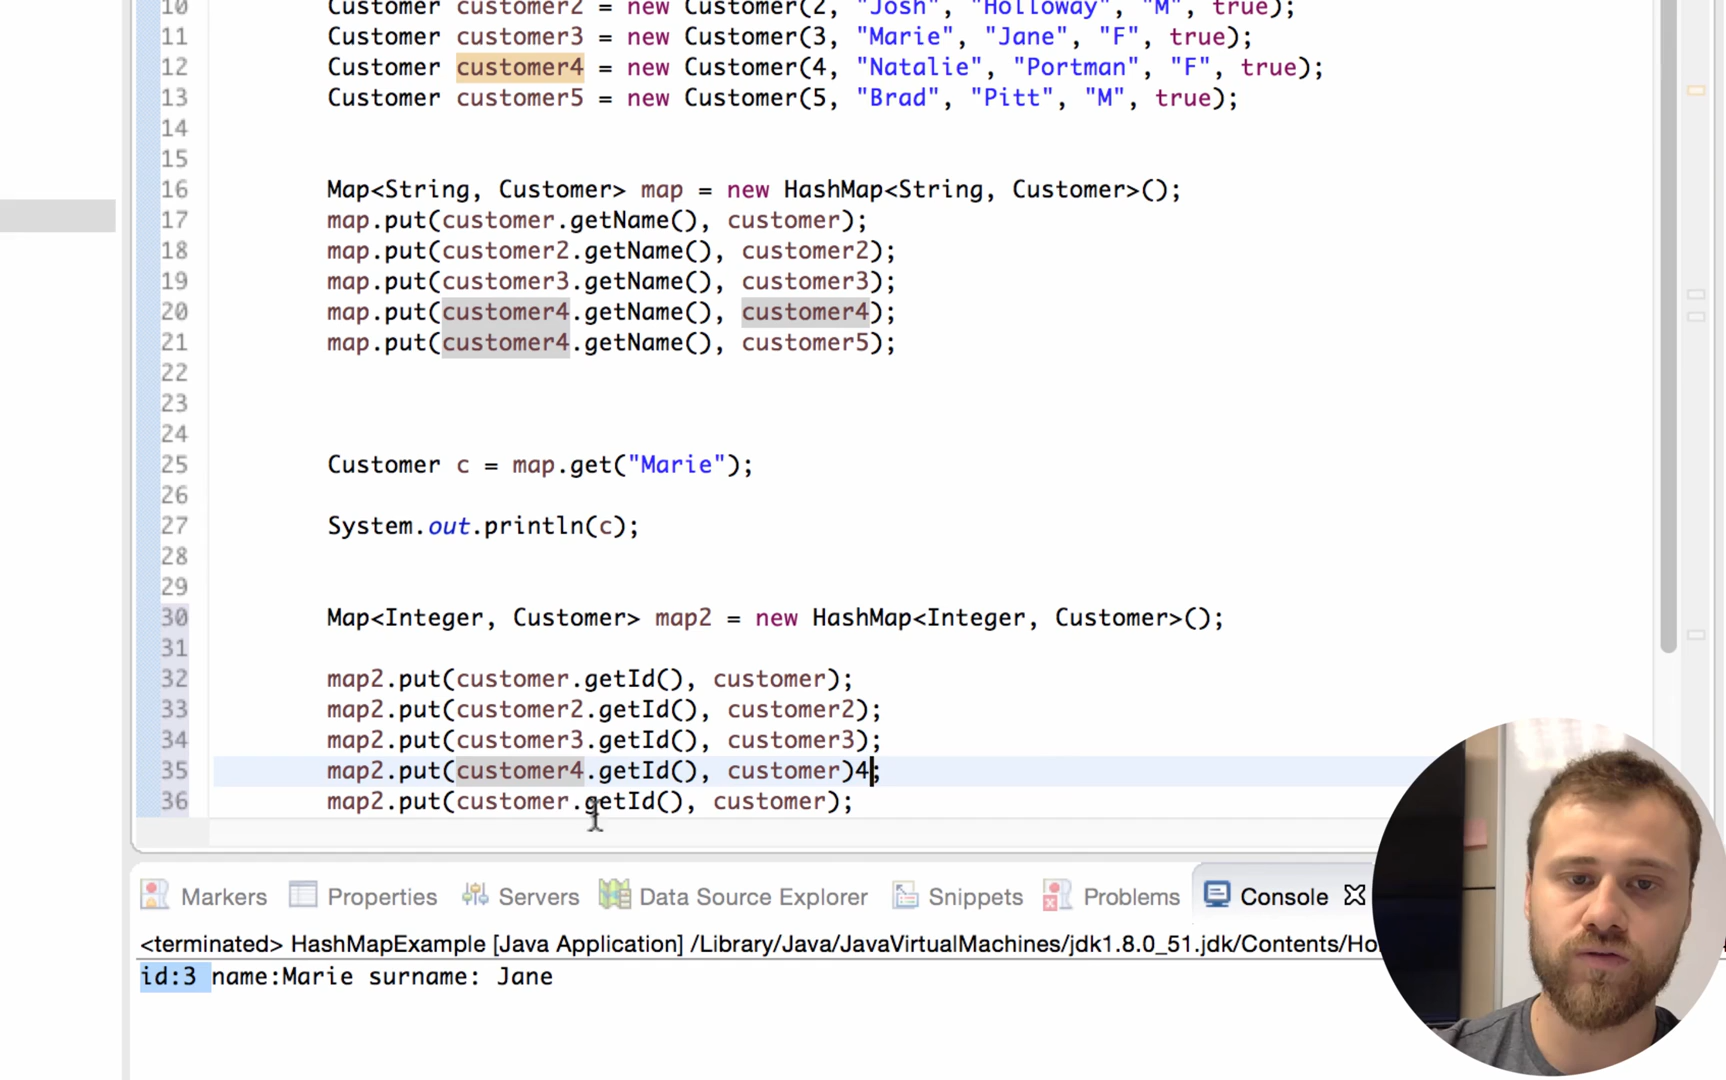 10 Customer customer2 = new Customer(2, "Josh", "Holloway", "M", true);
11 Customer customer3 = new Customer(3, "Marie", "Jane", "F", true);
12 Customer customer4 = new Customer(4, "Natalie", "Portman", "F", true);
13 Customer customer5 = new Customer(5, "Brad", "Pitt", "M", true);
14
15
16 Map<String, Customer> map = new HashMap<String, Customer>();
17 map.put(customer.getName(), customer);
18 map.put(customer2.getName(), customer2);
19 map.put(customer3.getName(), customer3);
20 map.put(customer4.getName(), customer4);
21 map.put(customer4.getName(), customer5);
22
23
24
25 Customer c = map.get("Marie");
26
27 System.out.println(c);
28
29
30 Map<Integer, Customer> map2 = new HashMap<Integer, Customer>();
31
32 map2.put(customer.getId(), customer);
33 map2.put(customer2.getId(), customer2);
34 map2.put(customer3.getId(), customer3);
35 map2.put(customer4.getId(), customer)4;
36 map2.put(customer.getId(), customer);
Markers Properties Servers Data Source Explorer Snippets Problems Console
<terminated> HashMapExample [Java Application] /Library/Java/JavaVirtualMachines/jdk1.8.0_51.jdk/Contents/Ho
id:3 name:Marie surname: Jane